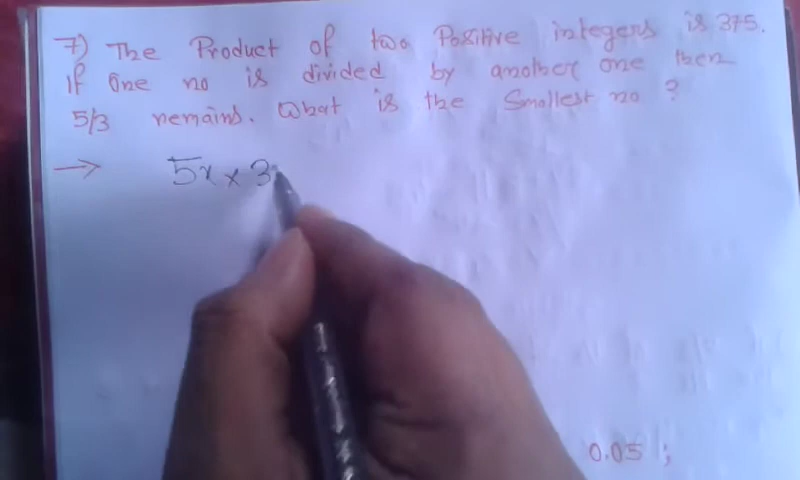 7) The Product of two Positive integers is 375.
If One no is divided by another one then
5/3 remains. What is the Smallest no ?
→ 5x x 3
0.05 ;